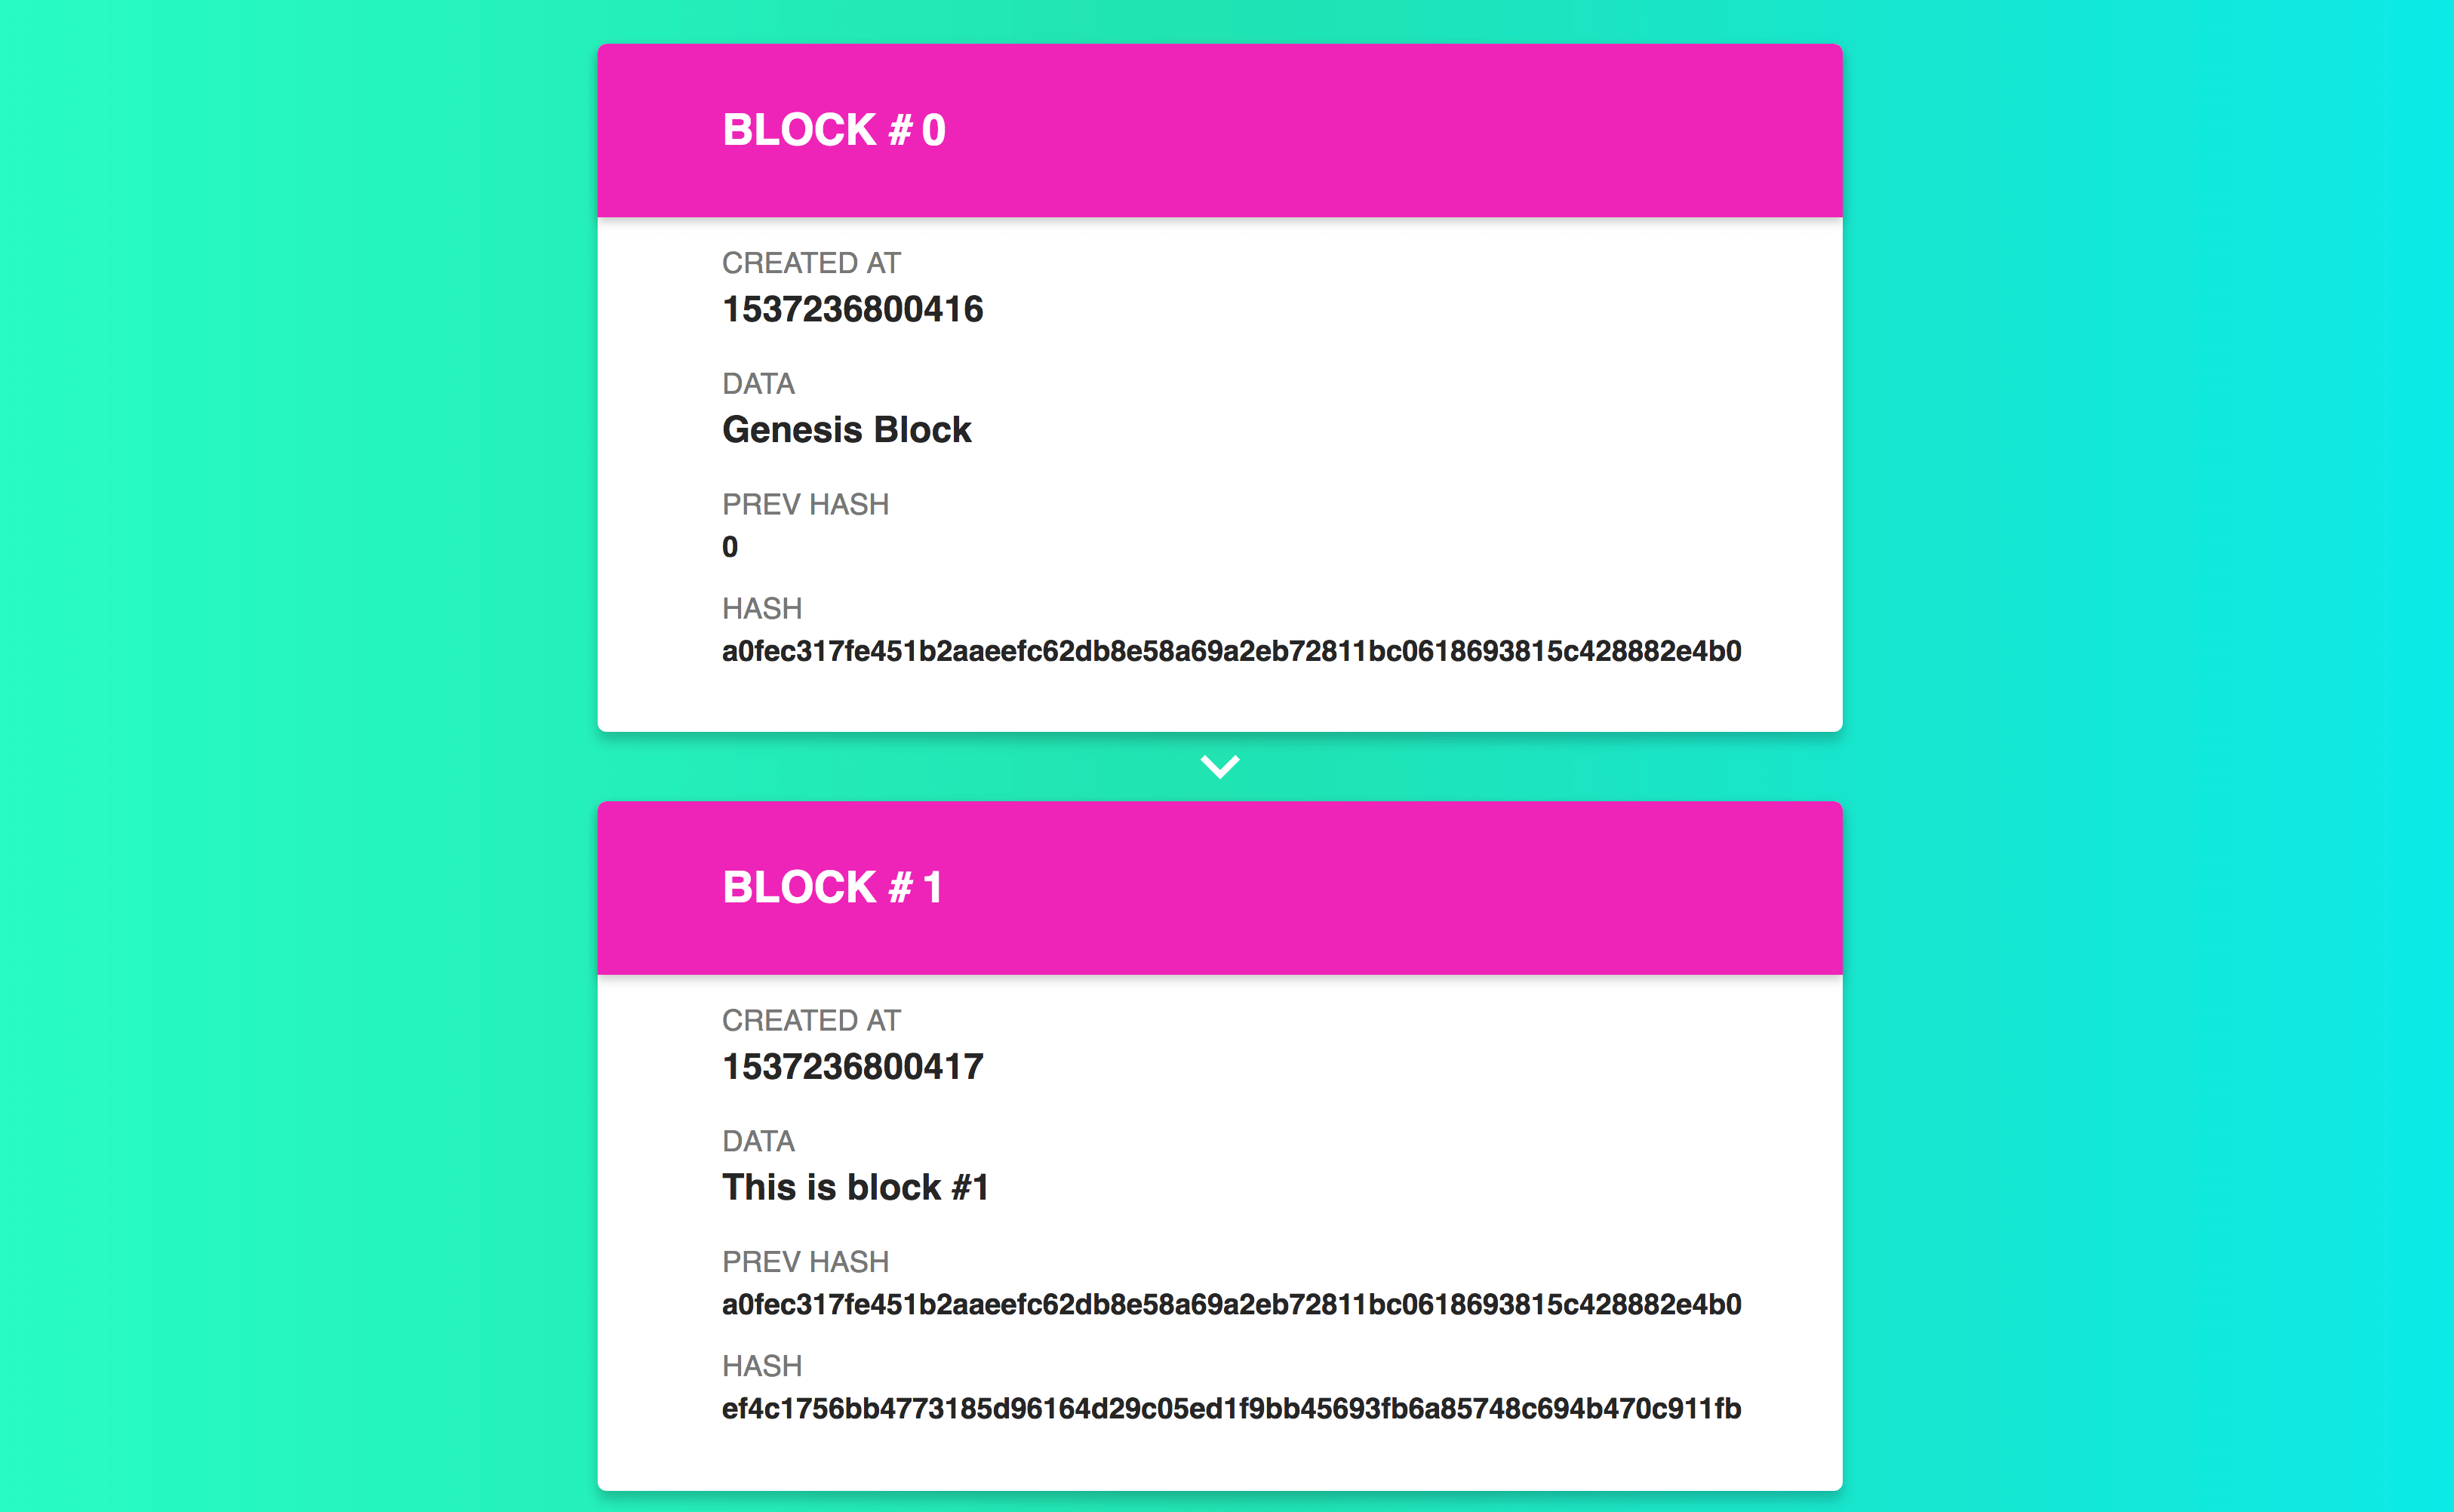 BLOCK # 0
CREATED AT
1537236800416
DATA
Genesis Block
PREV HASH
0
HASH
a0fec317fe451b2aaeefc62db8e58a69a2eb72811bc0618693815c428882e4b0
BLOCK # 1
CREATED AT
1537236800417
DATA
This is block #1
PREV HASH
a0fec317fe451b2aaeefc62db8e58a69a2eb72811bc0618693815c428882e4b0
HASH
ef4c1756bb4773185d96164d29c05ed1f9bb45693fb6a85748c694b470c911fb